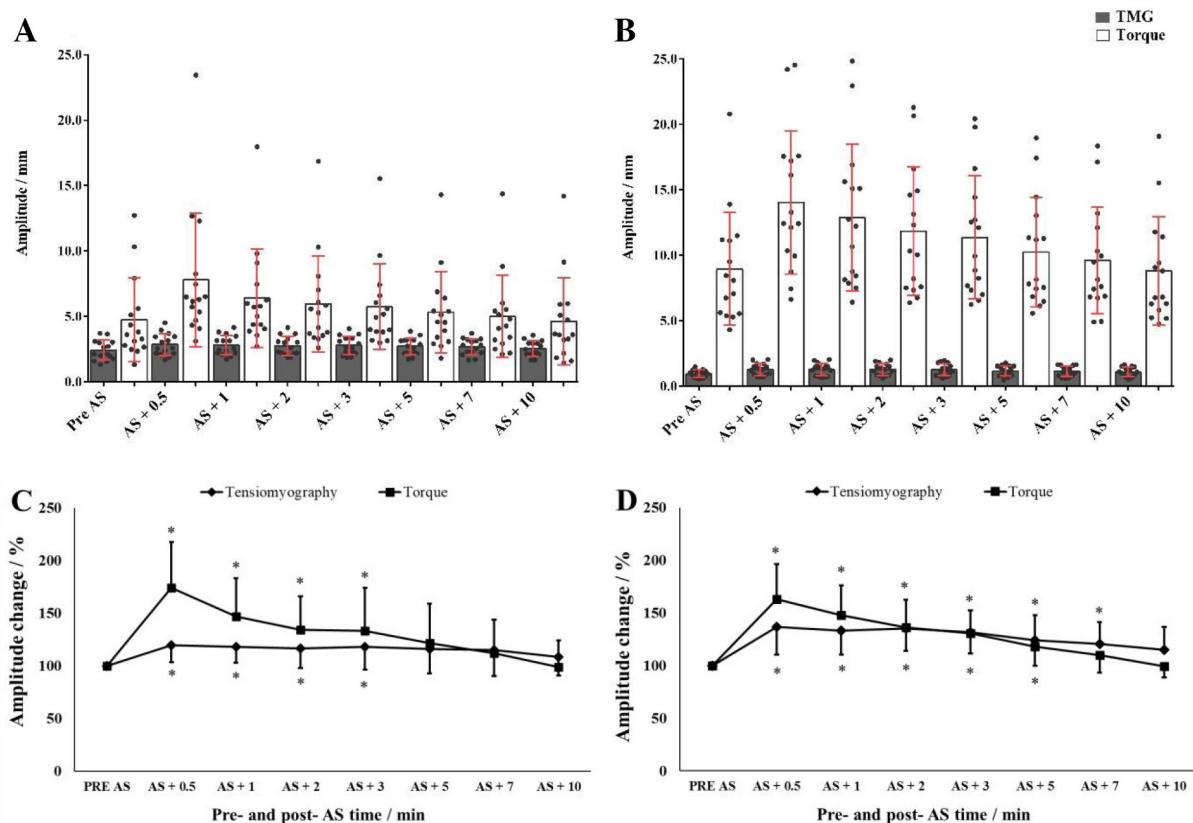 A
B
TMG
Torque
Amplitude / mm
25.0
20.0
15.0
10.0
5.0
0.0
Pre AS
AS + 0.5
AS + 1
AS + 2
AS + 3
AS + 5
AS + 7
AS + 10
Amplitude / mm
25.0
20.0
15.0
10.0
5.0
0.0
Pre AS
AS + 0.5
AS + 1
AS + 2
AS + 3
AS + 5
AS + 7
AS + 10
C
Tensiomyography Torque
Amplitude change / %
250
200
150
100
50
0
* * * *
* * * *
PRE AS AS + 0.5 AS + 1 AS + 2 AS + 3 AS + 5 AS + 7 AS + 10
Pre- and post- AS time / min
D
Tensiomyography Torque
Amplitude change / %
250
200
150
100
50
0
* * * * * *
* * * * *
PRE AS AS + 0.5 AS + 1 AS + 2 AS + 3 AS + 5 AS + 7 AS + 10
Pre- and post- AS time / min